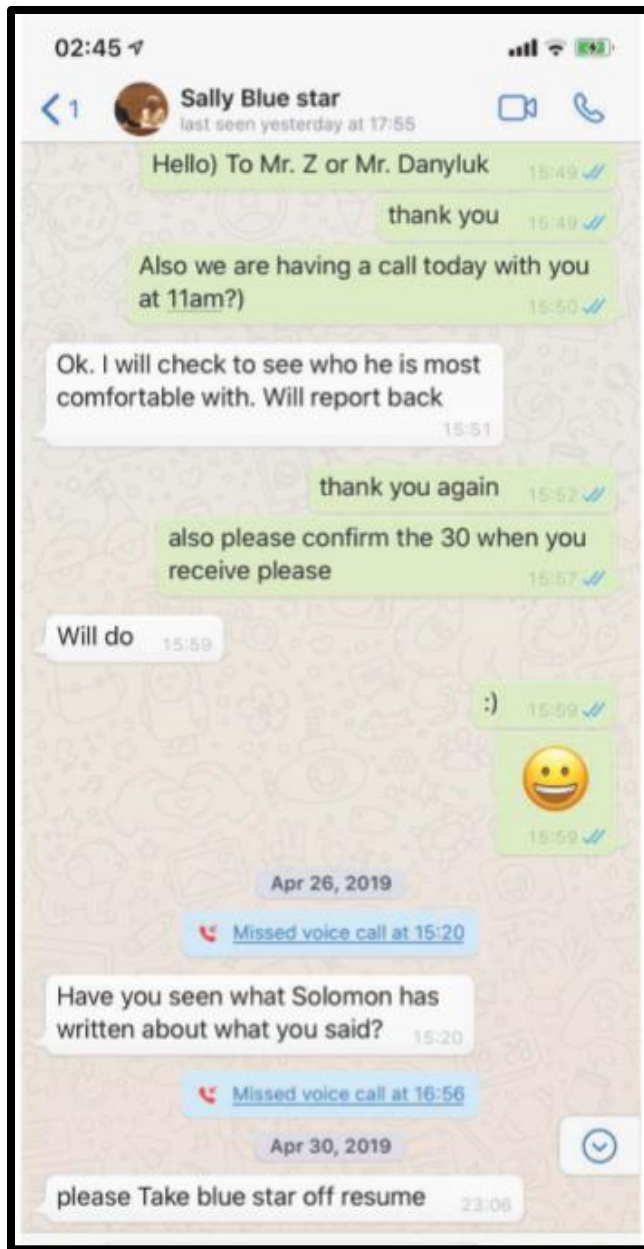 02:45
1
Sally Blue star
last seen yesterday at 17:55
Hello) To Mr. Z or Mr. Danyluk 15:49
thank you 15:49
Also we are having a call today with you
at 11am?) 15:50
Ok. I will check to see who he is most
comfortable with. Will report back
15:51
thank you again 15:52
also please confirm the 30 when you
receive please 15:57
Will do 15:59
:) 15:59
15:59
Apr 26, 2019
Missed voice call at 15:20
Have you seen what Solomon has
written about what you said? 15:20
Missed voice call at 16:56
Apr 30, 2019
please Take blue star off resume 23:06